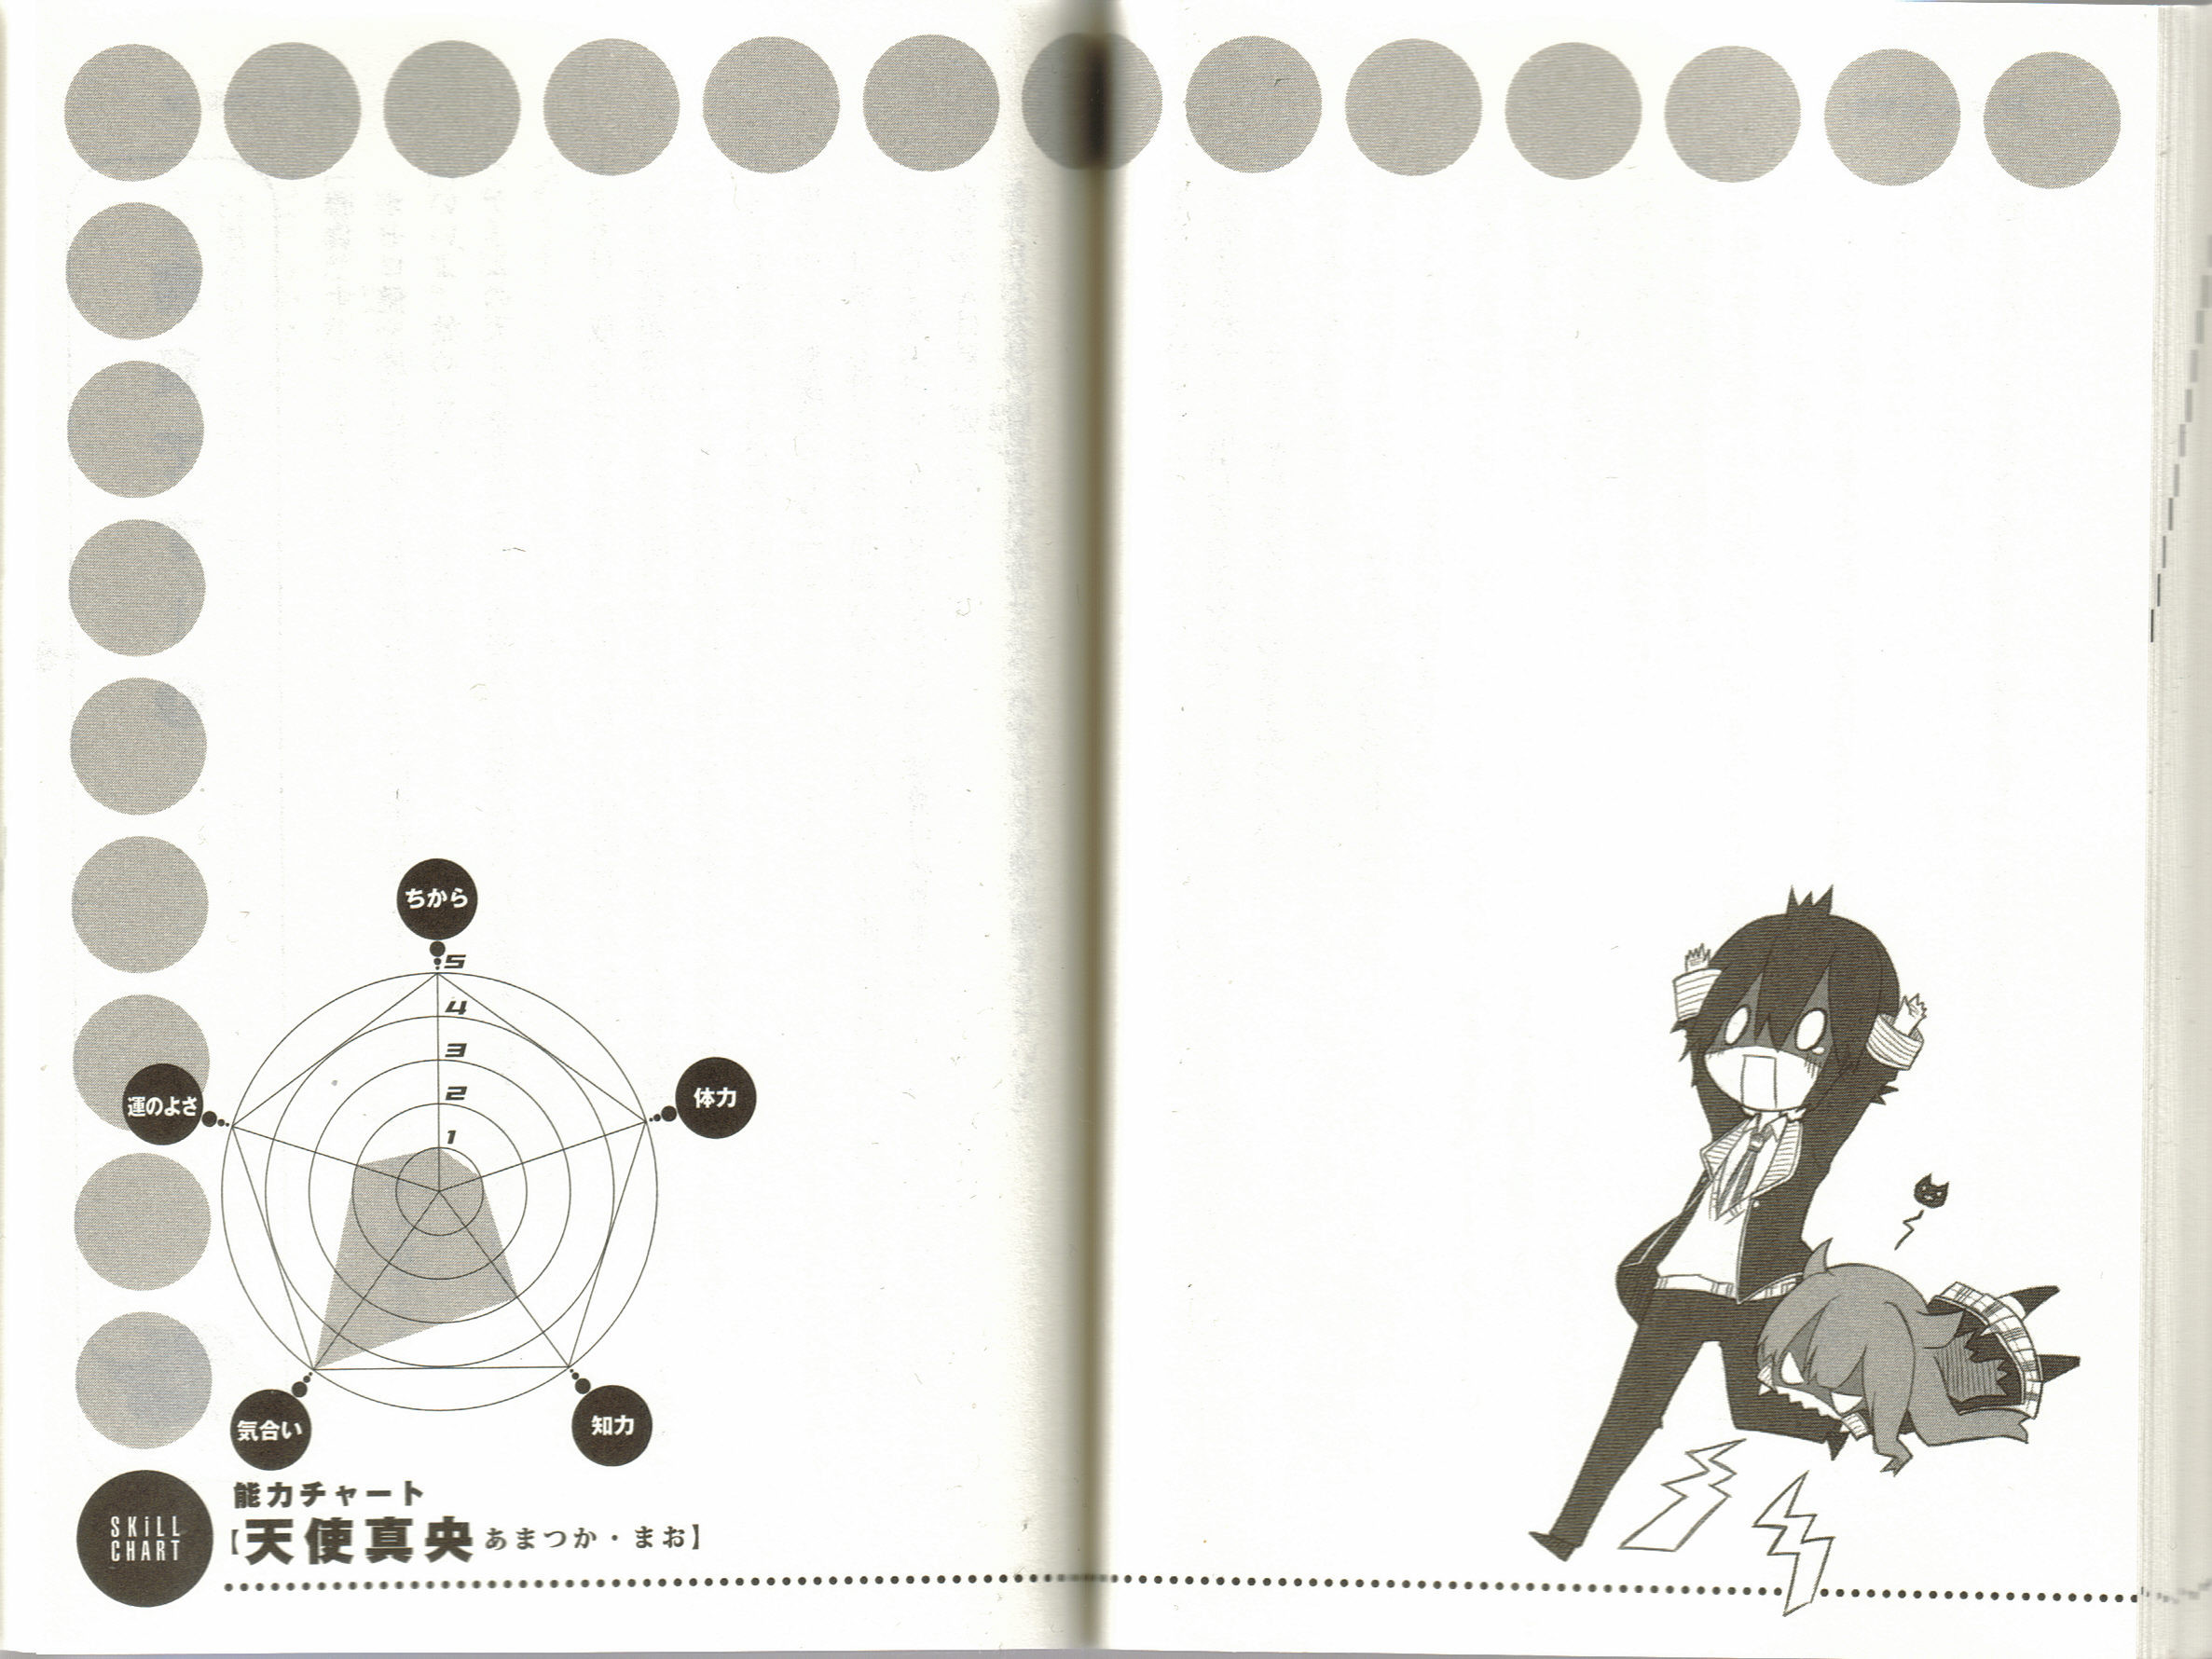 ちから
5
4
3
2
1
体力
運のよさ
気合い
知力
SKiLL
CHART
能力チャート
【天使真央 あまつか・まお】